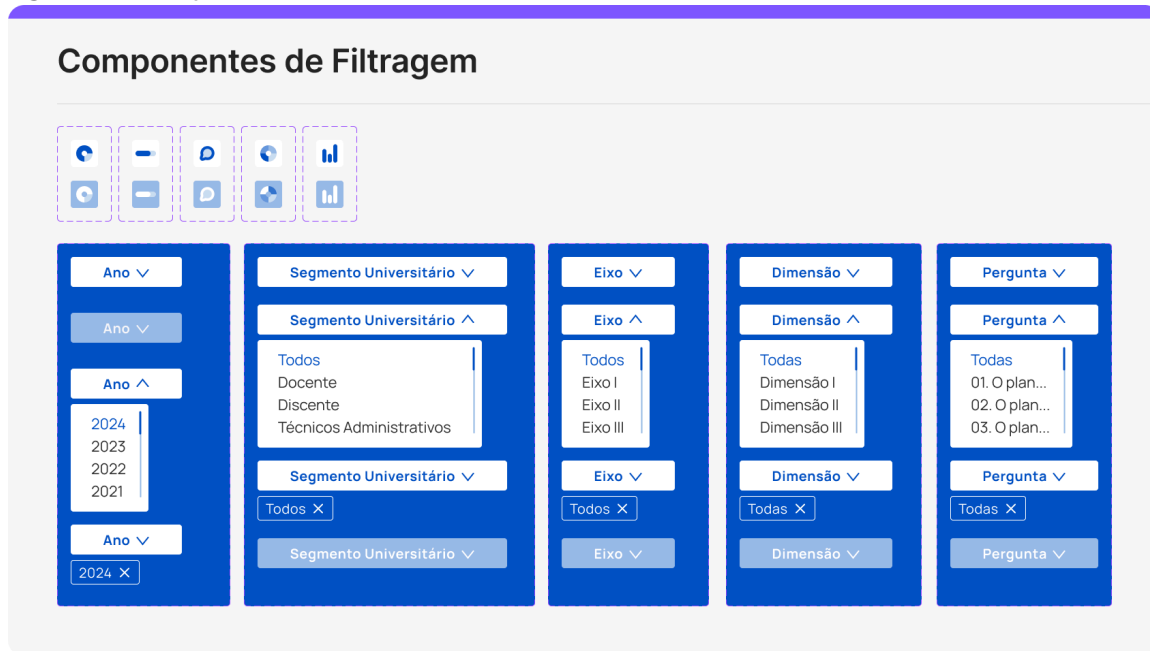 Componentes de Filtragem
Ano
Ano
Ano
2024
2023
2022
2021
Ano
2024
Segmento Universitário
Segmento Universitário
Todos
Docente
Discente
Técnicos Administrativos
Segmento Universitário
Todos
Segmento Universitário
Eixo
Eixo
Todos
Eixo I
Eixo II
Eixo III
Eixo
Todos
Eixo
Dimensão
Dimensão
Todas
Dimensão I
Dimensão II
Dimensão III
Dimensão
Todas
Dimensão
Pergunta
Pergunta
Todas
01. O plan...
02. O plan...
03. O plan...
Pergunta
Todas
Pergunta